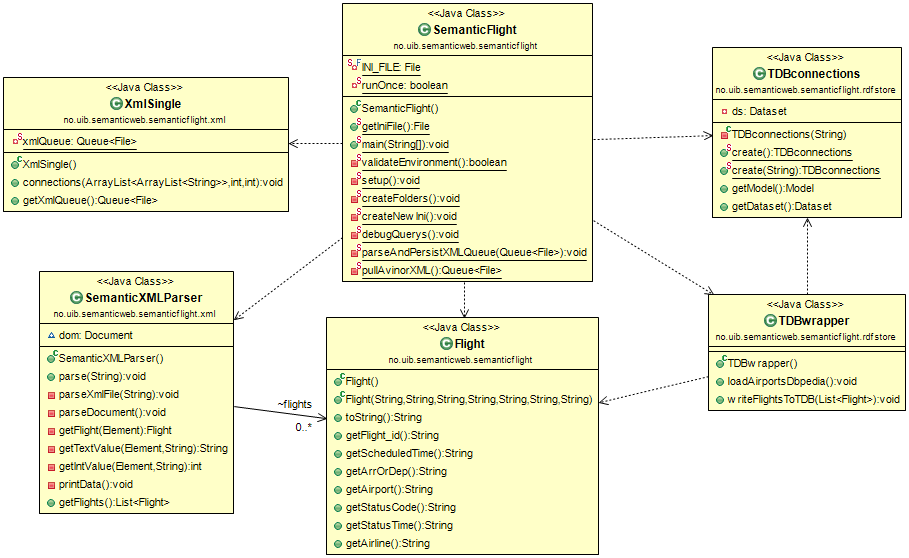 <<Java Class>>
SemanticFlight
no.uib.semanticweb.semanticflight
INI_FILE: File
runOnce: boolean
SemanticFlight()
getIniFile():File
main(String[]):void
validateEnvironment():boolean
setup():void
createFolders():void
createNew Ini():void
debugQuerys():void
parseAndPersistXMLQueue(Queue<File>):void
pullAvinorXML():Queue<File>
<<Java Class>>
XmlSingle
no.uib.semanticweb.semanticflight.xml
xmlQueue: Queue<File>
XmlSingle()
connections(ArrayList<ArrayList<String>>,int,int):void
getXmlQueue():Queue<File>
<<Java Class>>
TDBconnections
no.uib.semanticweb.semanticflight.rdfstore
ds: Dataset
TDBconnections(String)
create():TDBconnections
create(String):TDBconnections
getModel():Model
getDataset():Dataset
<<Java Class>>
SemanticXMLParser
no.uib.semanticweb.semanticflight.xml
dom: Document
SemanticXMLParser()
parse(String):void
parseXmlFile(String):void
parseDocument():void
getFlight(Element):Flight
getTextValue(Element,String):String
getIntValue(Element,String):int
printData():void
getFlights():List<Flight>
~flights
0..*
<<Java Class>>
Flight
no.uib.semanticweb.semanticflight
Flight()
Flight(String,String,String,String,String,String,String)
toString():String
getFlight_id():String
getScheduledTime():String
getArrOrDep():String
getAirport():String
getStatusCode():String
getStatusTime():String
getAirline():String
<<Java Class>>
TDBwrapper
no.uib.semanticweb.semanticflight.rdfstore
TDBw rapper()
loadAirportsDbpedia():void
w riteFlightsToTDB(List<Flight>):void